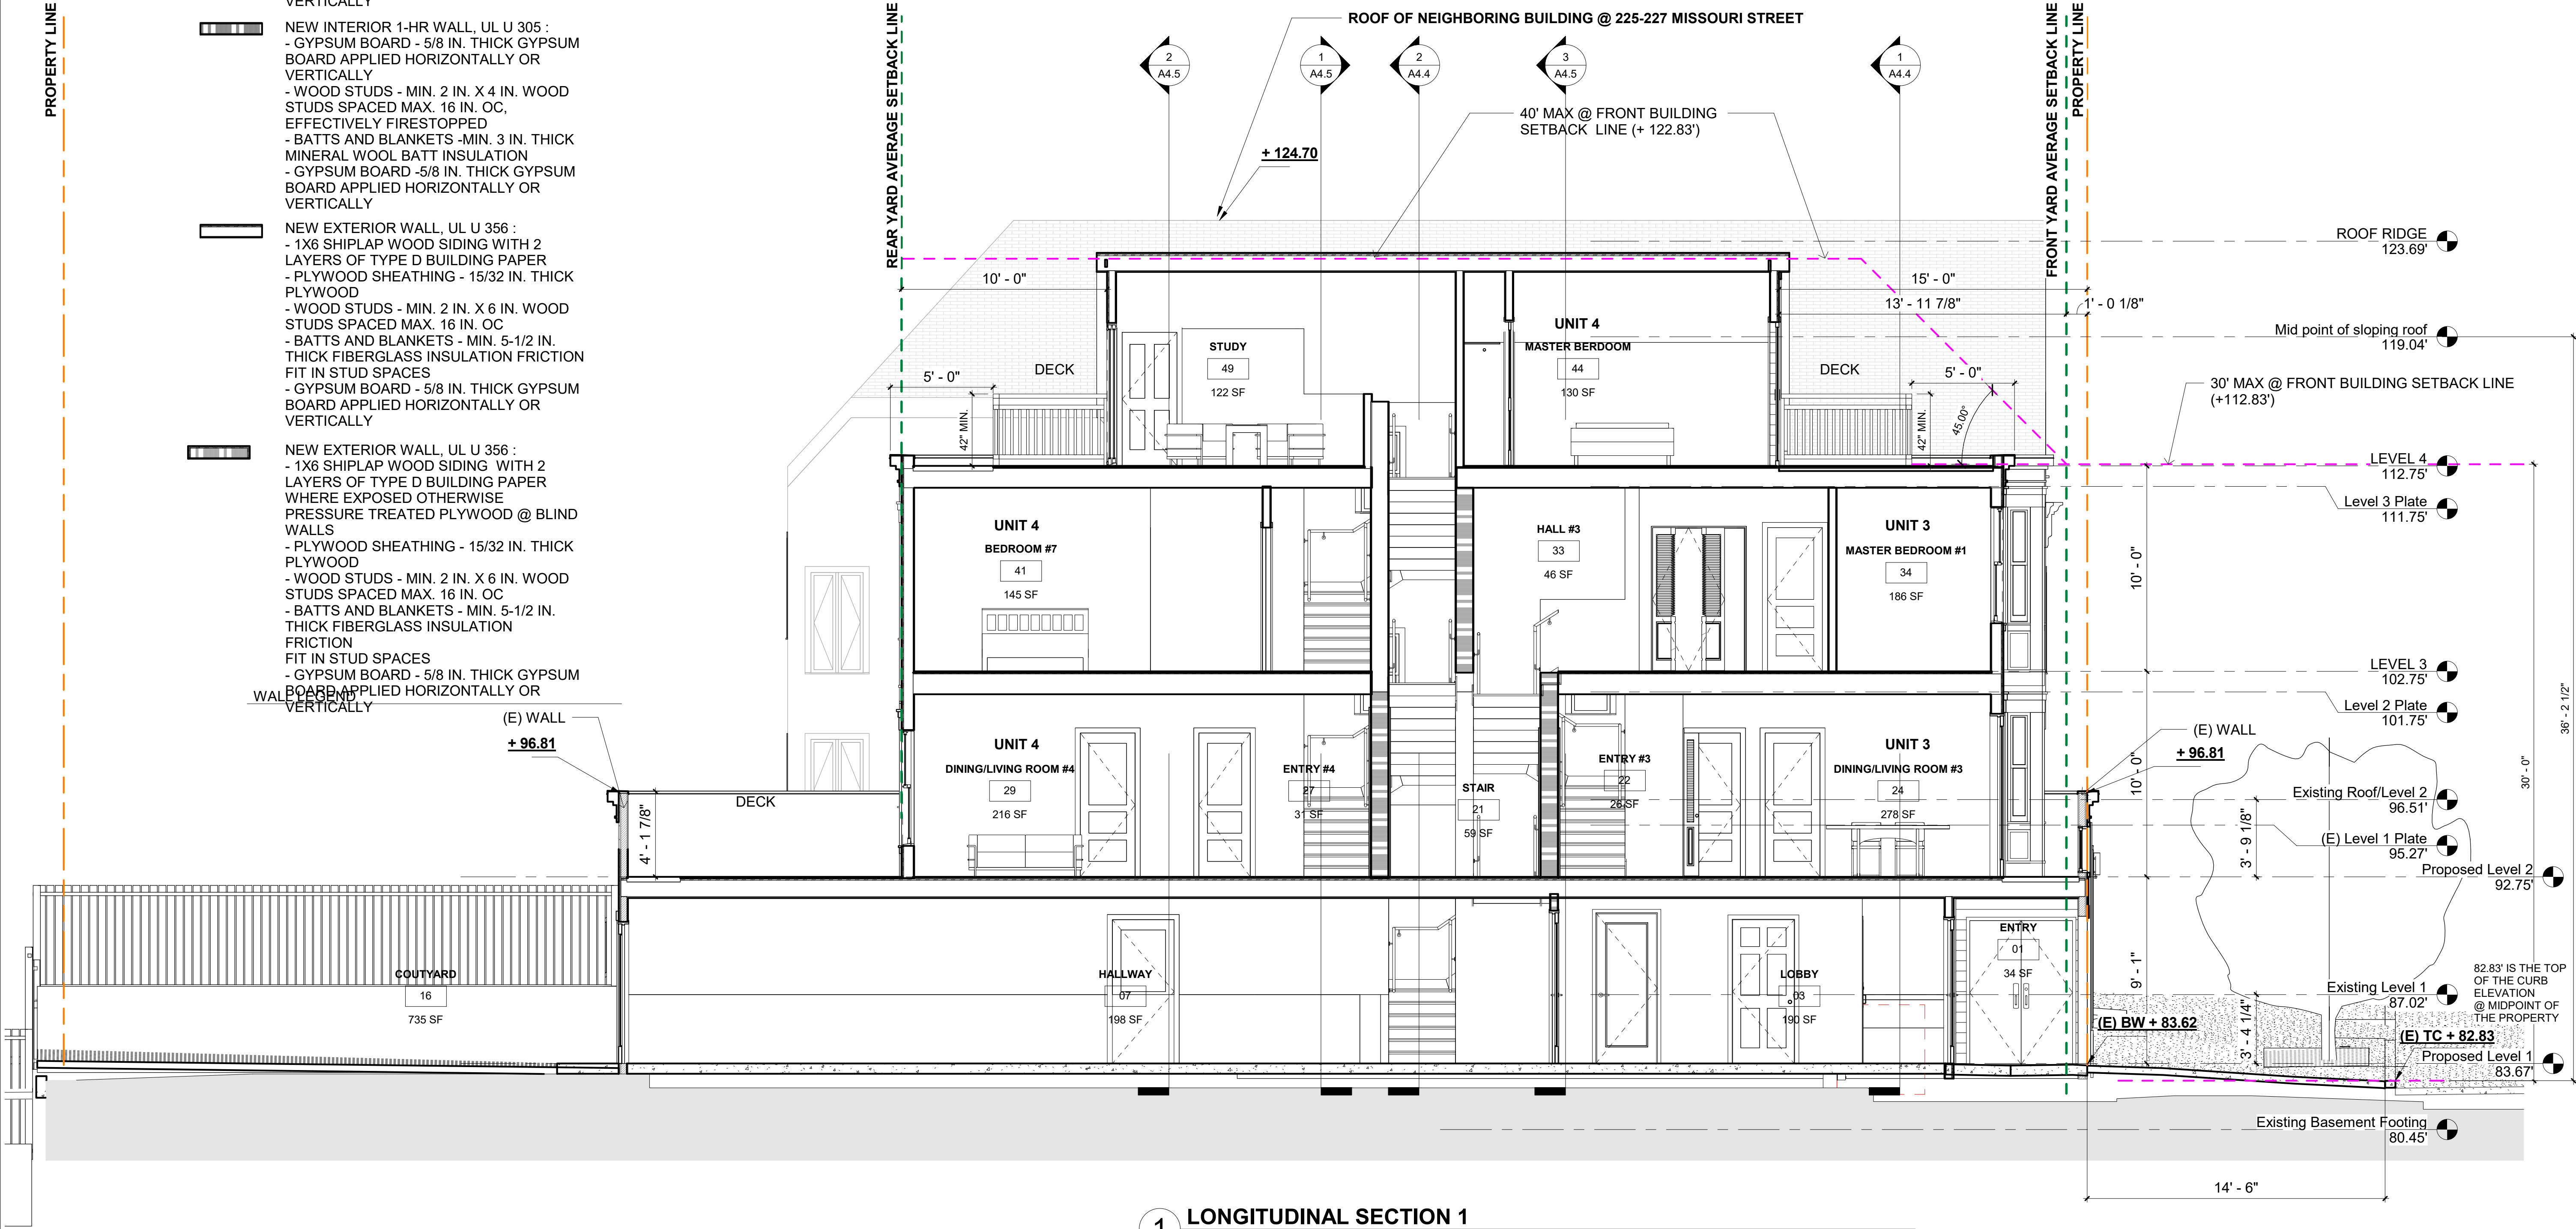 VERTICALLY
NEW INTERIOR 1-HR WALL, UL U 305 :
- GYPSUM BOARD - 5/8 IN. THICK GYPSUM
BOARD APPLIED HORIZONTALLY OR
VERTICALLY
- WOOD STUDS - MIN. 2 IN. X 4 IN. WOOD
STUDS SPACED MAX. 16 IN. OC,
EFFECTIVELY FIRESTOPPED
- BATTS AND BLANKETS -MIN. 3 IN. THICK
MINERAL WOOL BATT INSULATION
- GYPSUM BOARD -5/8 IN. THICK GYPSUM
BOARD APPLIED HORIZONTALLY OR
VERTICALLY
NEW EXTERIOR WALL, UL U 356 :
- 1X6 SHIPLAP WOOD SIDING WITH 2
LAYERS OF TYPE D BUILDING PAPER
- PLYWOOD SHEATHING - 15/32 IN. THICK
PLYWOOD
- WOOD STUDS - MIN. 2 IN. X 6 IN. WOOD
STUDS SPACED MAX. 16 IN. OC
- BATTS AND BLANKETS - MIN. 5-1/2 IN.
THICK FIBERGLASS INSULATION FRICTION
FIT IN STUD SPACES
- GYPSUM BOARD - 5/8 IN. THICK GYPSUM
BOARD APPLIED HORIZONTALLY OR
VERTICALLY
NEW EXTERIOR WALL, UL U 356 :
- 1X6 SHIPLAP WOOD SIDING WITH 2
LAYERS OF TYPE D BUILDING PAPER
WHERE EXPOSED OTHERWISE
PRESSURE TREATED PLYWOOD @ BLIND
WALLS
- PLYWOOD SHEATHING - 15/32 IN. THICK
PLYWOOD
- WOOD STUDS - MIN. 2 IN. X 6 IN. WOOD
STUDS SPACED MAX. 16 IN. OC
- BATTS AND BLANKETS - MIN. 5-1/2 IN.
THICK FIBERGLASS INSULATION
FRICTION
FIT IN STUD SPACES
- GYPSUM BOARD - 5/8 IN. THICK GYPSUM
BOARD APPLIED HORIZONTALLY OR
VERTICALLY
WALL LEGEND
PROPERTY LINE
REAR YARD AVERAGE SETBACK LINE
FRONT YARD AVERAGE SETBACK LINE
PROPERTY LINE
ROOF OF NEIGHBORING BUILDING @ 225-227 MISSOURI STREET
2
A4.5
1
A4.5
2
A4.4
3
A4.5
1
A4.4
40' MAX @ FRONT BUILDING
SETBACK LINE (+ 122.83')
+ 124.70
10' - 0"
15' - 0"
13' - 11 7/8"
1' - 0 1/8"
ROOF RIDGE
123.69'
Mid point of sloping roof
119.04'
30' MAX @ FRONT BUILDING SETBACK LINE
(+112.83')
LEVEL 4
112.75'
Level 3 Plate
111.75'
LEVEL 3
102.75'
Level 2 Plate
101.75'
(E) WALL
+ 96.81
Existing Roof/Level 2
96.51'
(E) Level 1 Plate
95.27'
Proposed Level 2
92.75'
Existing Level 1
87.02'
82.83' IS THE TOP
OF THE CURB
ELEVATION
@ MIDPOINT OF
THE PROPERTY
(E) BW + 83.62
(E) TC + 82.83
Proposed Level 1
83.67'
Existing Basement Footing
80.45'
14' - 6"
10' - 0"
10' - 0"
3' - 9 1/8"
9' - 1"
3' - 4 1/4"
30' - 0"
36' - 2 1/2"
STUDY
49
122 SF
UNIT 4
MASTER BERDOOM
44
130 SF
DECK
DECK
5' - 0"
5' - 0"
42" MIN.
42" MIN.
45.00°
UNIT 4
BEDROOM #7
41
145 SF
HALL #3
33
46 SF
UNIT 3
MASTER BEDROOM #1
34
186 SF
(E) WALL
+ 96.81
DECK
4' - 1 7/8"
UNIT 4
DINING/LIVING ROOM #4
29
216 SF
ENTRY #4
27
31 SF
STAIR
21
59 SF
ENTRY #3
22
26 SF
UNIT 3
DINING/LIVING ROOM #3
24
278 SF
COUTYARD
16
735 SF
HALLWAY
07
198 SF
LOBBY
03
190 SF
ENTRY
01
34 SF
1
LONGITUDINAL SECTION 1